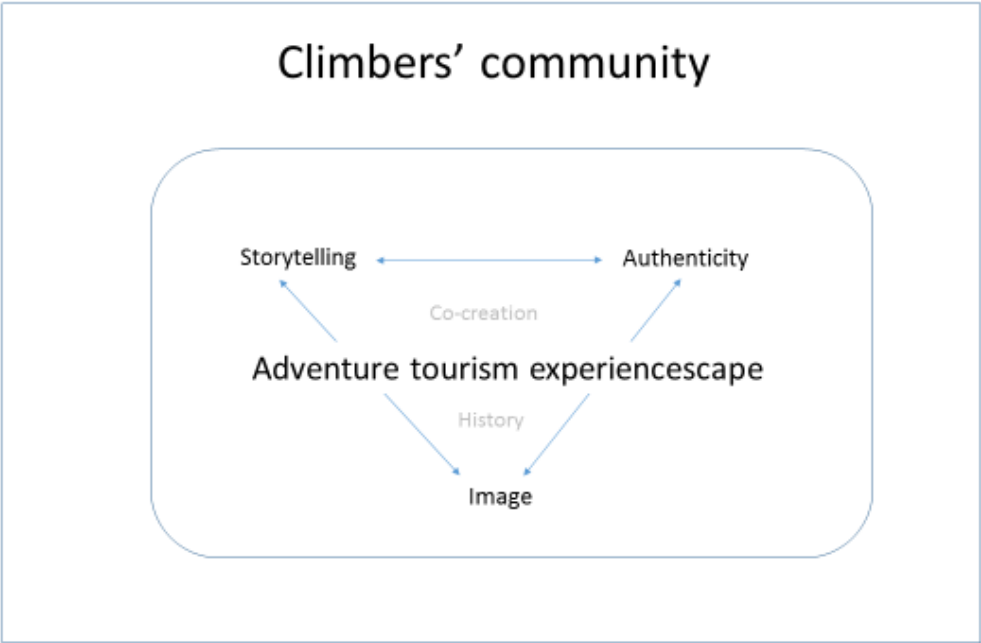 Climbers’ community
Storytelling
Authenticity
Co-creation
Adventure tourism experiencescape
History
Image